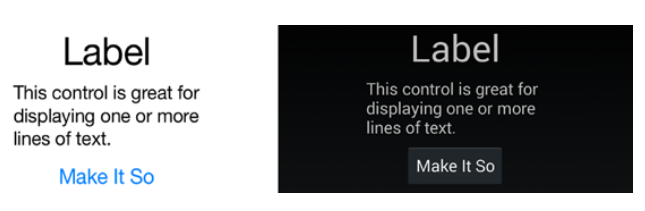 Label
This control is great for
displaying one or more
lines of text.
Make It So
Label
This control is great for
displaying one or more
lines of text.
Make It So